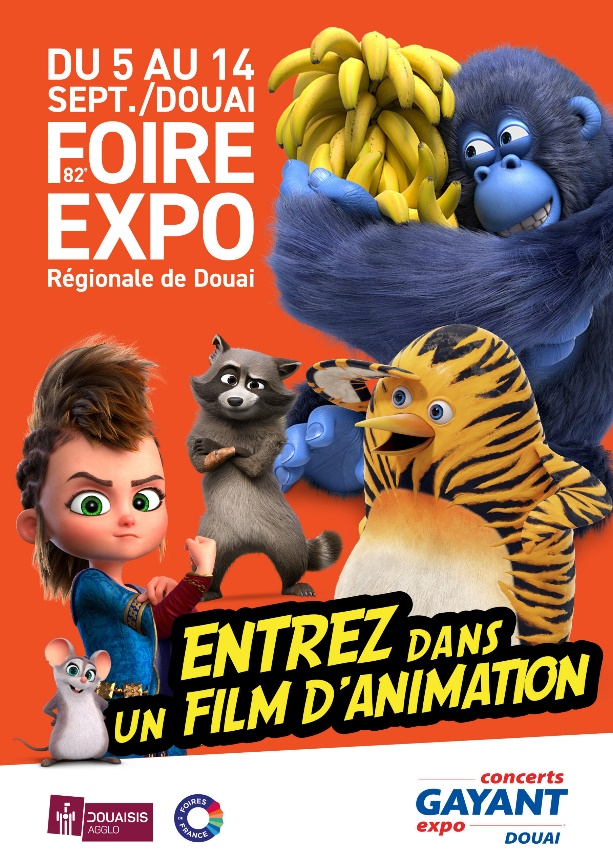 DU 5 AU 14
SEPT./DOUAI
FOIRE
82e
EXPO
Régionale de Douai
ENTREZ DANS
UN FILM D'ANIMATION
DOUAISIS
AGGLO
FOIRES
DE FRANCE
concerts
GAYANT
expo
DOUAI